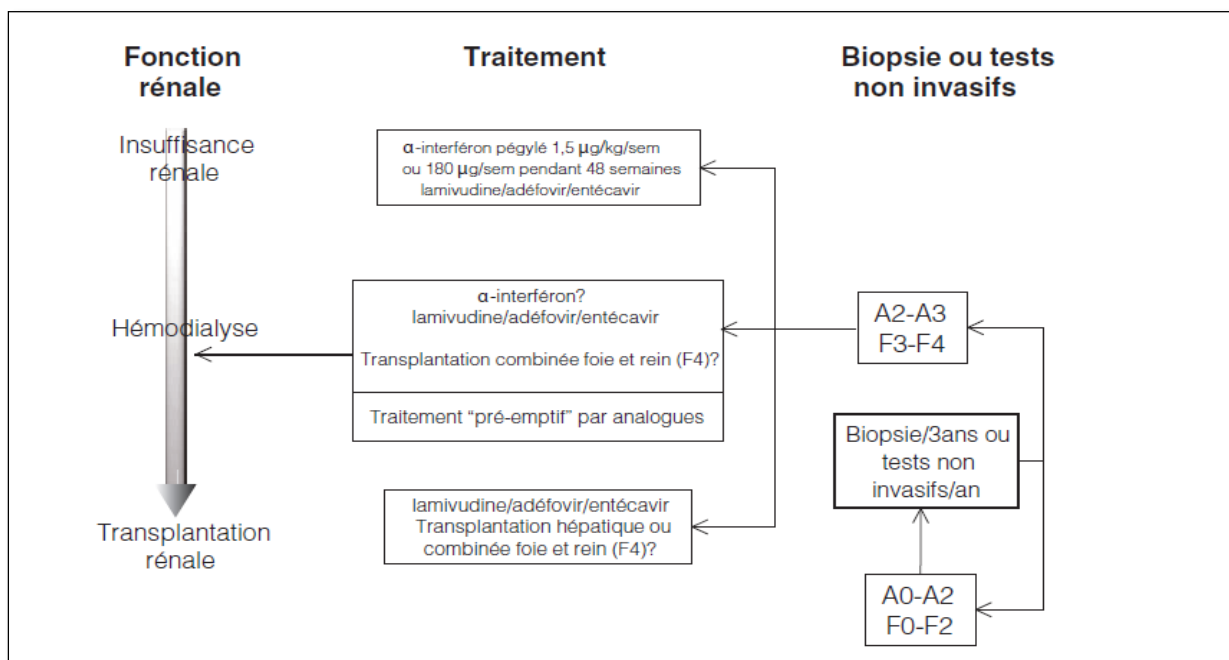 Fonction
rénale
Traitement
Biopsie ou tests
non invasifs
Insuffisance
rénale
α-interféron pégylé 1,5 µg/kg/sem
ou 180 µg/sem pendant 48 semaines
lamivudine/adéfovir/entécavir
Hémodialyse
α-interféron?
lamivudine/adéfovir/entécavir
Transplantation combinée foie et rein (F4)?
Traitement “pré-emptif” par analogues
A2-A3
F3-F4
Biopsie/3ans ou
tests non
invasifs/an
Transplantation
rénale
lamivudine/adéfovir/entécavir
Transplantation hépatique ou
combinée foie et rein (F4)?
A0-A2
F0-F2